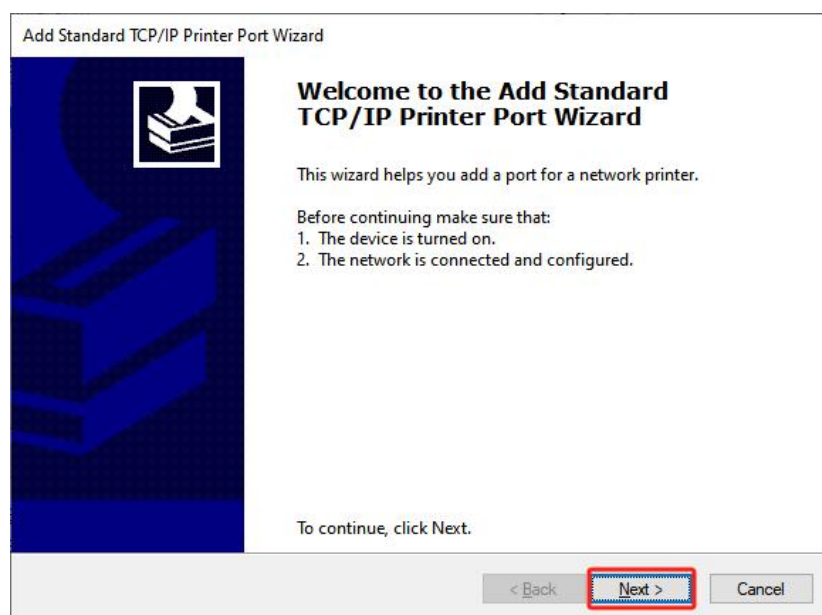 Add Standard TCP/IP Printer Port Wizard
Welcome to the Add Standard
TCP/IP Printer Port Wizard
This wizard helps you add a port for a network printer.
Before continuing make sure that:
1. The device is turned on.
2. The network is connected and configured.
To continue, click Next.
< Back
Next >
Cancel